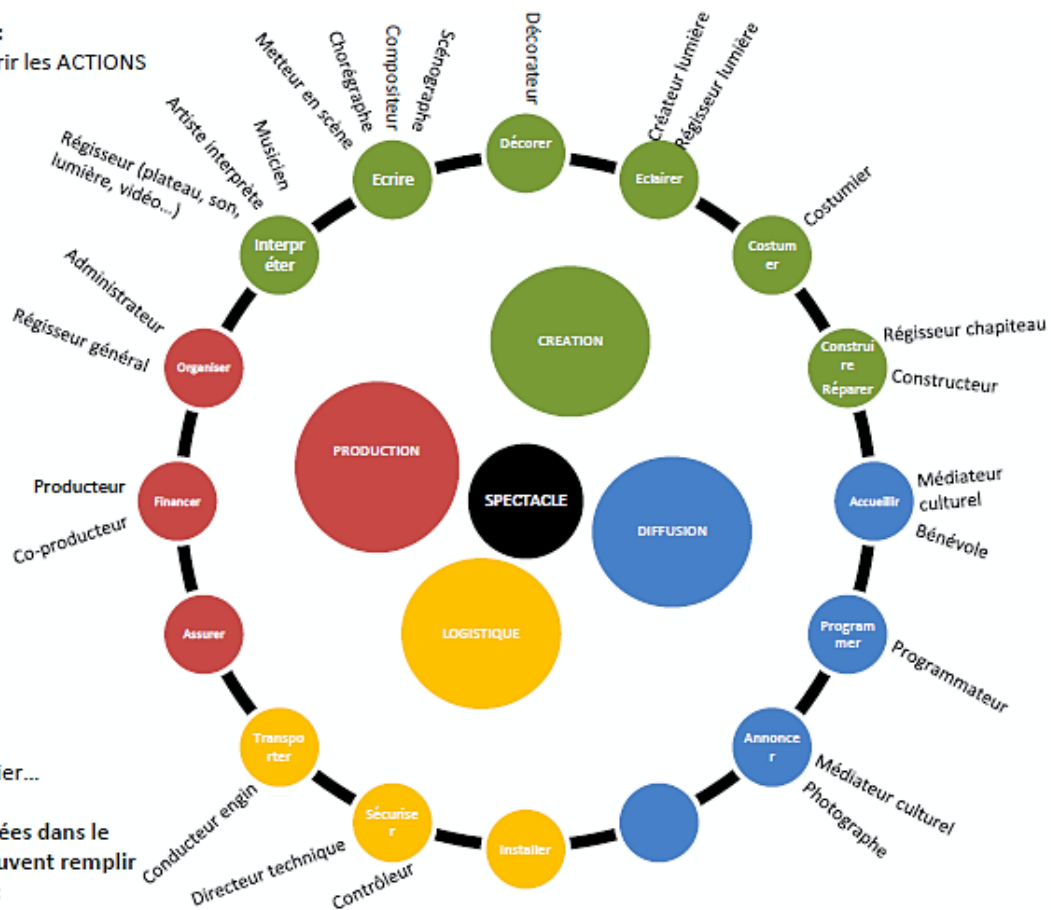 :
rir les ACTIONS
Metteur en scène
Chorégraphe
Compositeur
Scénographe
Décorateur
Créateur lumière
Régisseur lumière
Costumier
Régisseur chapiteau
Constructeur
Médiateur
culturel
Bénévole
Programmateur
Médiateur culturel
Photographe
Contrôleur
Directeur technique
Conducteur engin
Co-producteur
Producteur
Régisseur général
Administrateur
Régisseur (plateau, son,
lumière, vidéo...)
Artiste interprète
Musicien
Ecrire
Décorer
Eclairer
Costum
er
Construi
re
Réparer
Accueillir
Program
mer
Annonce
r
Installer
Sécurise
r
Transpo
rter
Assurer
Financer
Organiser
Interpr
éter
CREATION
PRODUCTION
SPECTACLE
DIFFUSION
LOGISTIQUE
ier...
ées dans le
uvent remplir
: